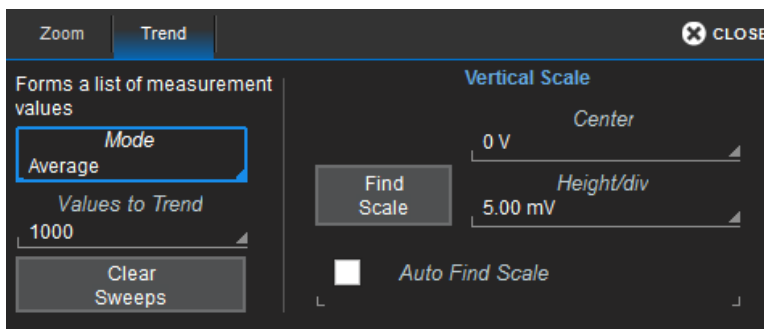 Zoom
Trend
CLOSE
Forms a list of measurement
values
Mode
Average
Values to Trend
1000
Clear
Sweeps
Vertical Scale
Center
0 V
Find
Scale
Height/div
5.00 mV
Auto Find Scale